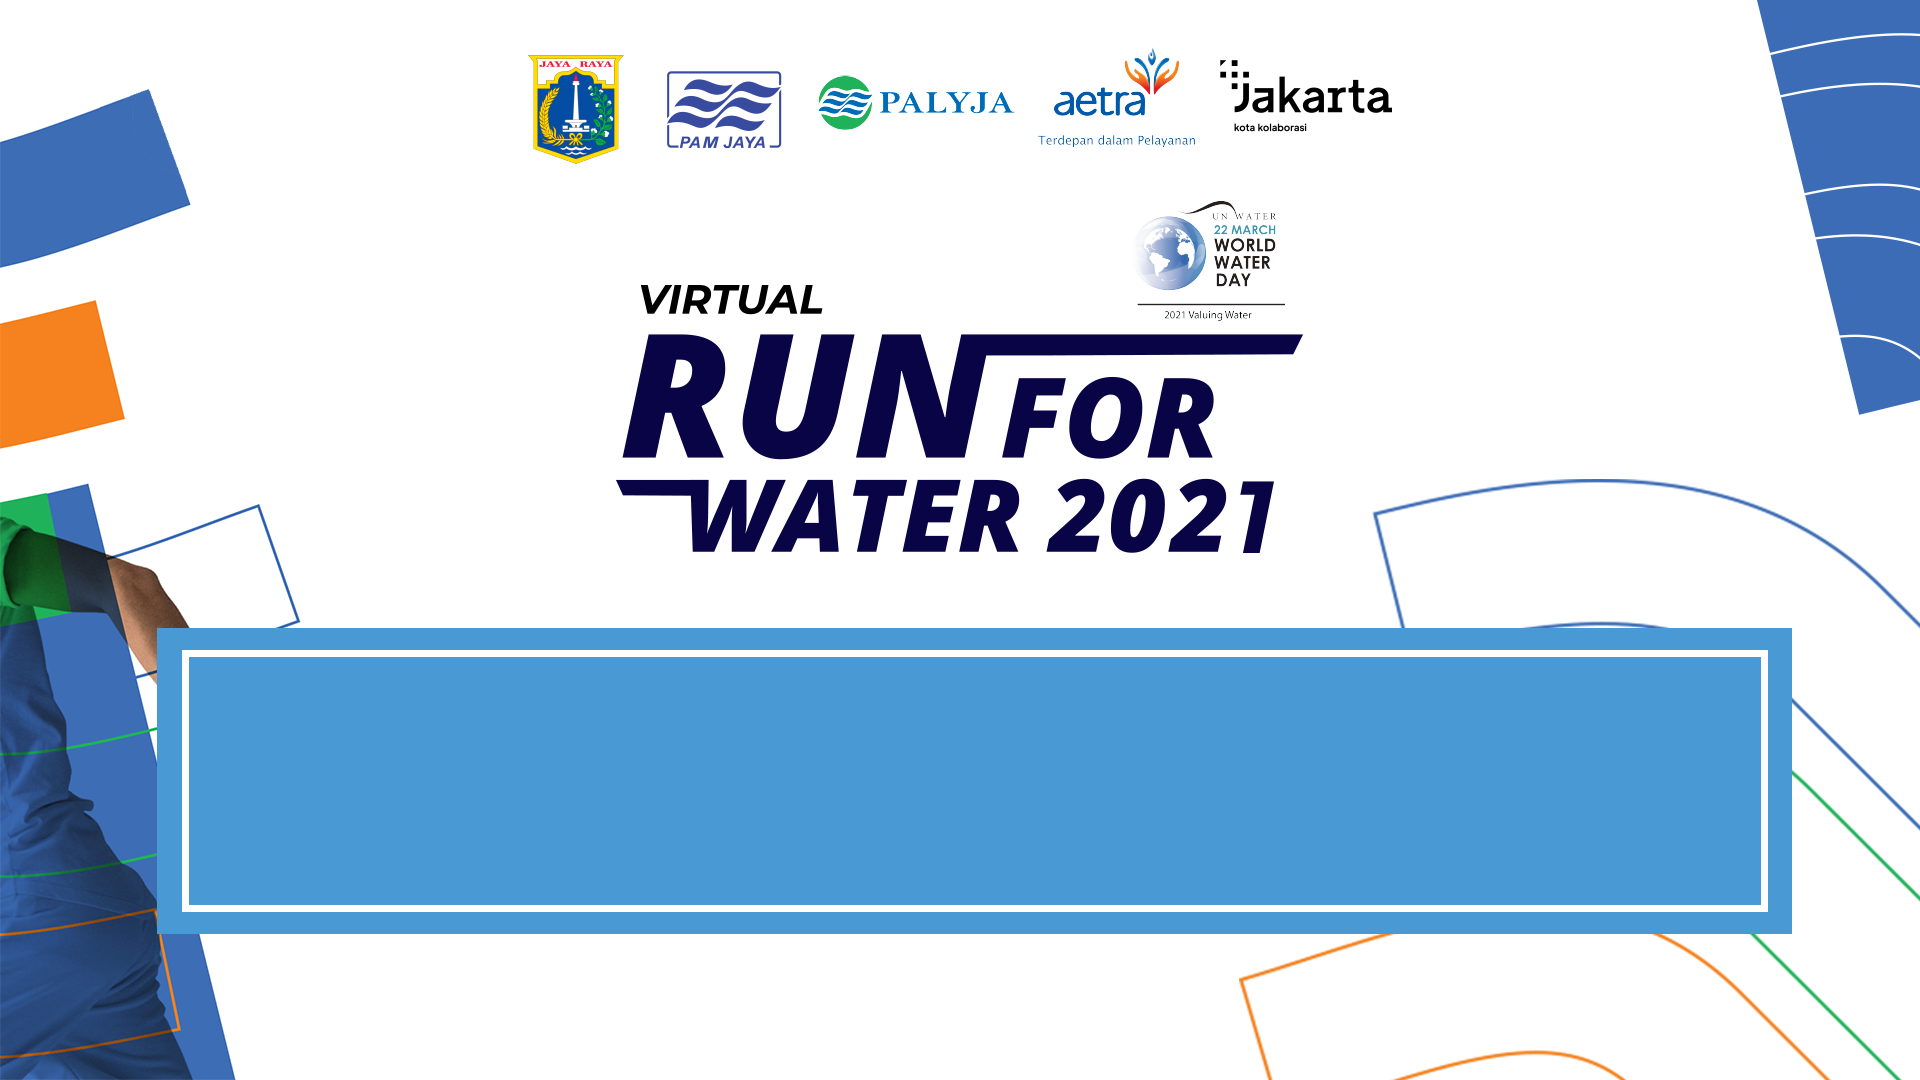 JAYA RAYA
PAM JAYA
PALYJA
aetra
Terdepan dalam Pelayanan
Jakarta
kota kolaborasi
UN WATER
22 MARCH
WORLD
WATER
DAY
2021 Valuing Water
VIRTUAL
RUN FOR
WATER 2021